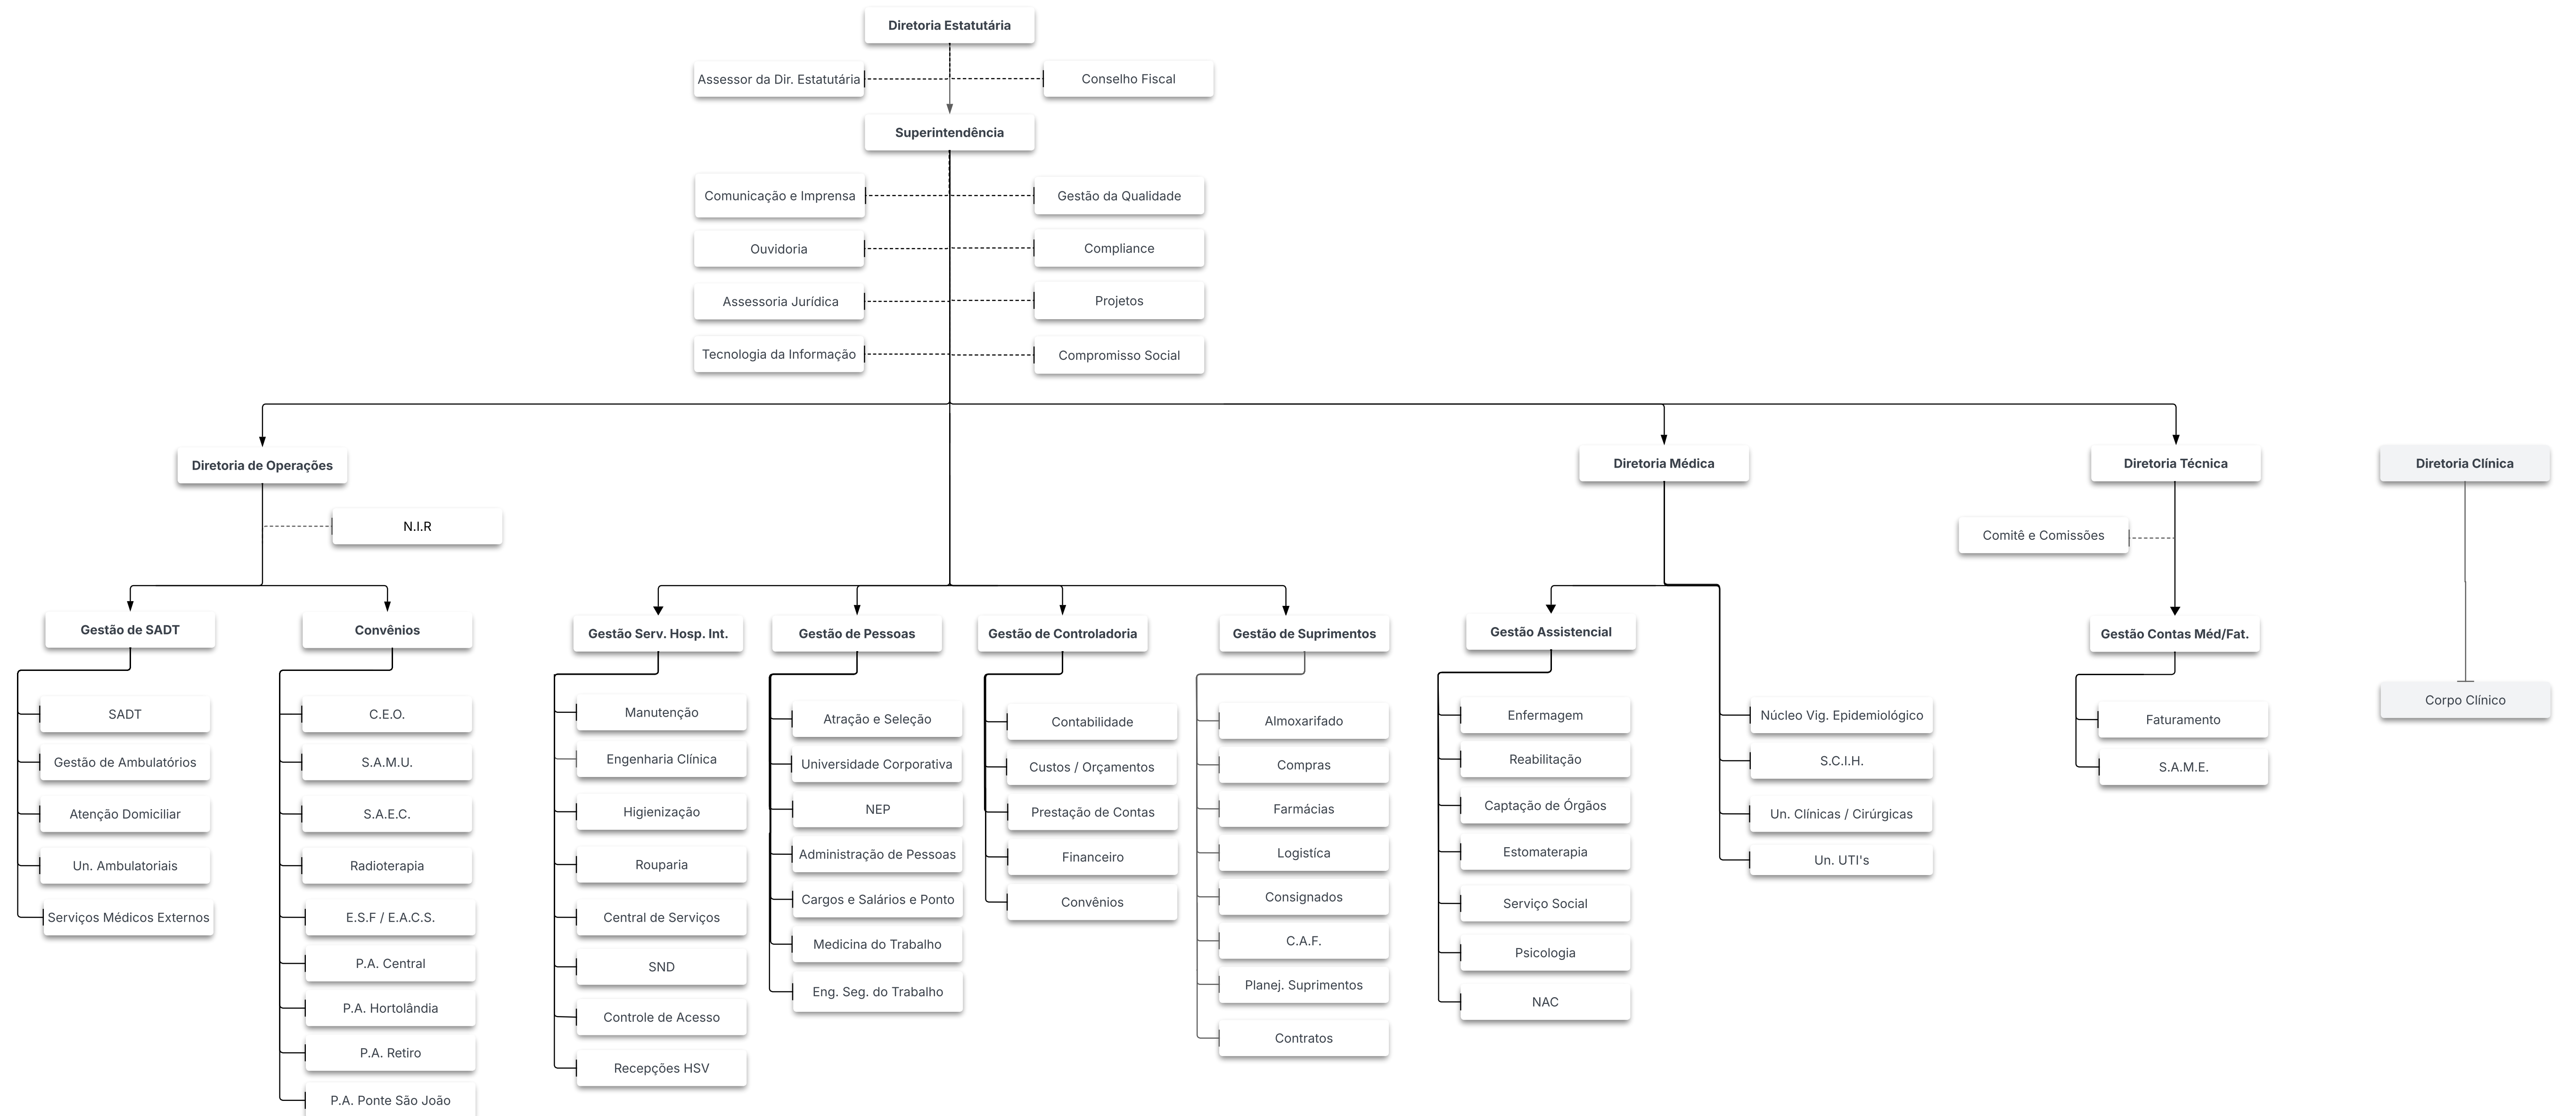 Diretoria Estatutária
Assessor da Dir. Estatutária
Conselho Fiscal
Superintendência
Comunicação e Imprensa
Gestão da Qualidade
Ouvidoria
Compliance
Assessoria Jurídica
Projetos
Tecnologia da Informação
Compromisso Social
Diretoria de Operações
Diretoria Médica
Diretoria Técnica
Diretoria Clínica
N.I.R
Comitê e Comissões
Gestão de SADT
Convênios
Gestão Serv. Hosp. Int.
Gestão de Pessoas
Gestão de Controladoria
Gestão de Suprimentos
Gestão Assistencial
Gestão Contas Méd/Fat.
SADT
Gestão de Ambulatórios
Atenção Domiciliar
Un. Ambulatoriais
Serviços Médicos Externos
C.E.O.
S.A.M.U.
S.A.E.C.
Radioterapia
E.S.F / E.A.C.S.
P.A. Central
P.A. Hortolândia
P.A. Retiro
P.A. Ponte São João
Manutenção
Engenharia Clínica
Higienização
Rouparia
Central de Serviços
SND
Controle de Acesso
Recepções HSV
Atração e Seleção
Universidade Corporativa
NEP
Administração de Pessoas
Cargos e Salários e Ponto
Medicina do Trabalho
Eng. Seg. do Trabalho
Contabilidade
Custos / Orçamentos
Prestação de Contas
Financeiro
Convênios
Almoxarifado
Compras
Farmácias
Logistíca
Consignados
C.A.F.
Planej. Suprimentos
Contratos
Enfermagem
Reabilitação
Captação de Órgãos
Estomaterapia
Serviço Social
Psicologia
NAC
Núcleo Vig. Epidemiológico
S.C.I.H.
Un. Clínicas / Cirúrgicas
Un. UTI's
Faturamento
S.A.M.E.
Corpo Clínico